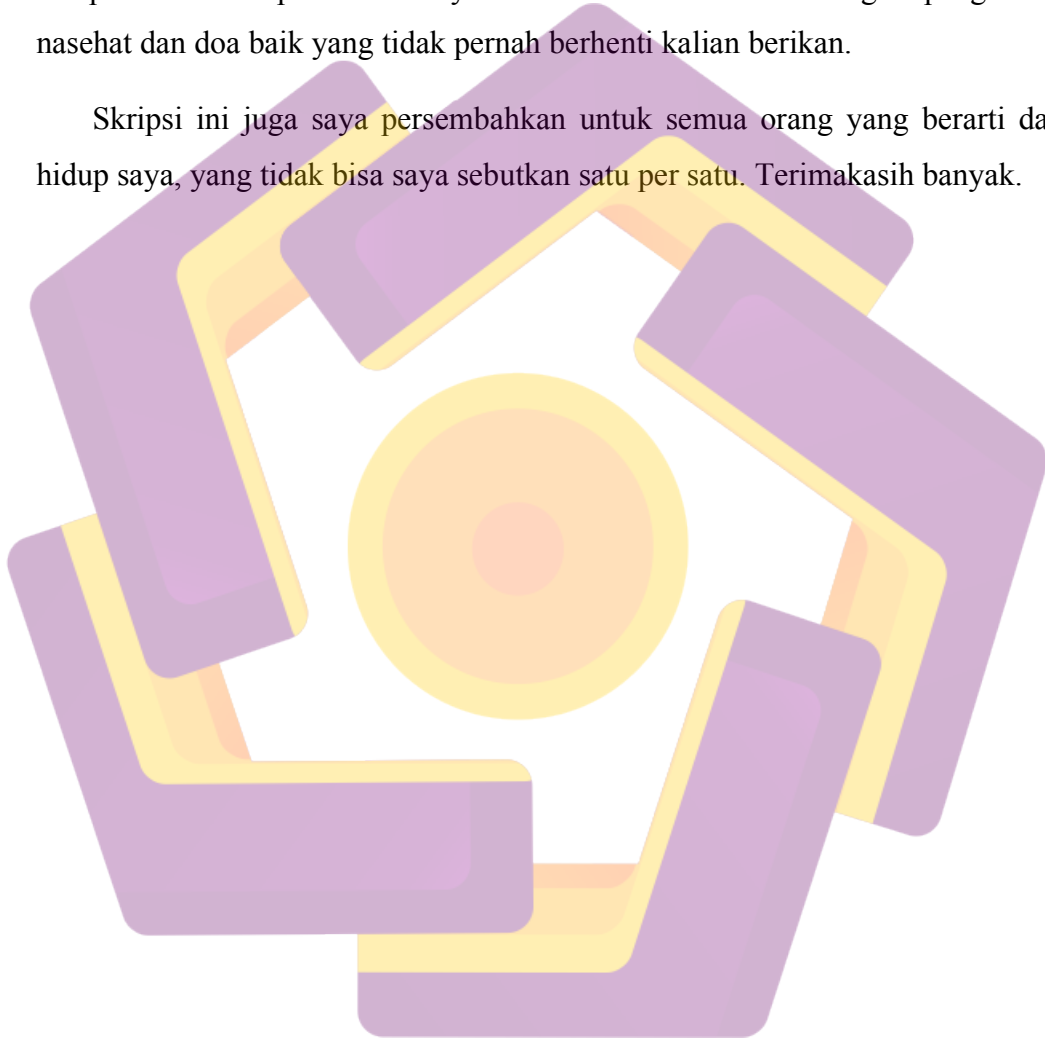 nasehat dan doa baik yang tidak pernah berhenti kalian berikan.
Skripsi ini juga saya persembahkan untuk semua orang yang berarti
hidup saya, yang tidak bisa saya sebutkan satu per satu. Terimakasih banyak.